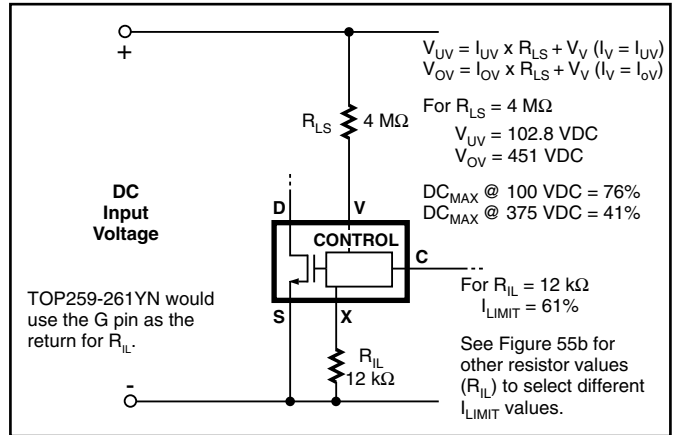 +
V_UV = I_UV x R_LS + V_V (I_V = I_UV)
V_OV = I_OV x R_LS + V_V (I_V = I_oV)
R_LS 4 MΩ
For R_LS = 4 MΩ
V_UV = 102.8 VDC
V_OV = 451 VDC
DC_MAX @ 100 VDC = 76%
DC_MAX @ 375 VDC = 41%
DC
Input
Voltage
D
V
CONTROL
C
S
X
For R_IL = 12 kΩ
I_LIMIT = 61%
TOP259-261YN would
use the G pin as the
return for R_IL.
R_IL
12 kΩ
See Figure 55b for
other resistor values
(R_IL) to select different
I_LIMIT values.
-